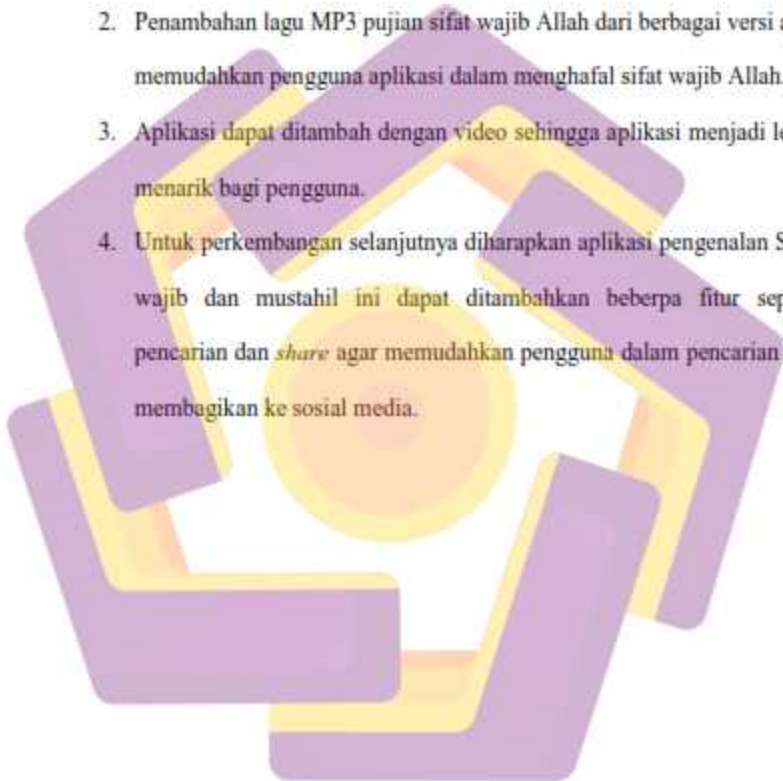 2. Penambahan lagu MP3 pujian sifat wajib Allah dari berbagai versi
memudahkan pengguna aplikasi dalam menghafal sifat wajib Allah.
3. Aplikasi dapat ditambah dengan video sehingga aplikasi menjadi
menarik bagi pengguna.
4. Untuk perkembangan selanjutnya diharapkan aplikasi pengenalan
wajib dan mustahil ini dapat ditambahkan beberpa fitur
pencarian dan share agar memudahkan pengguna dalam pencarian
membagikan ke sosial media.